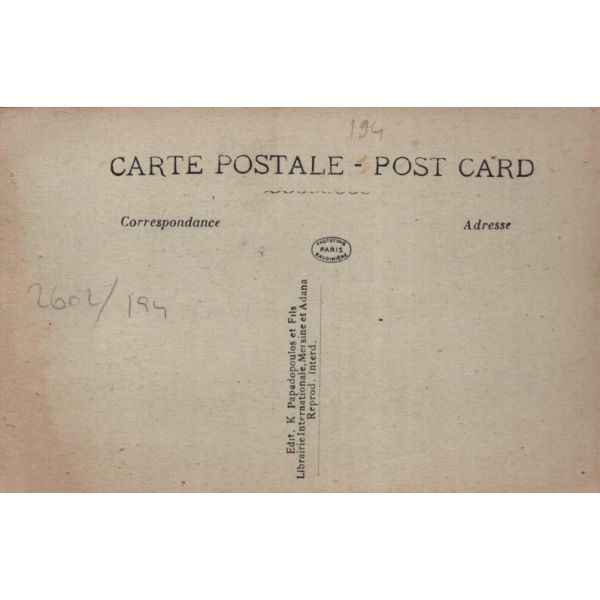 194
CARTE POSTALE - POST CARD
Correspondance
Adresse
PHOTOTYPIE
PARIS
BAUDINIÈRE
2602/194
Edit. K Papadopoulos et Fils
Librairie Internationale, Mersine et Adana
Reprod. interd.